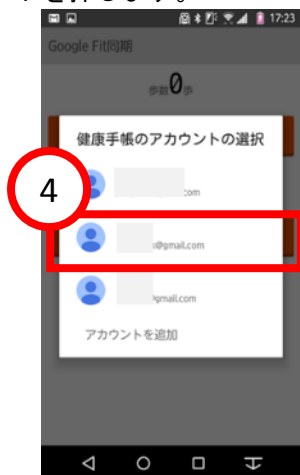 を押します。
17:23
Google Fit同期
歩数0歩
健康手帳のアカウントの選択
.com
4
@gmail.com
gmail.com
アカウントを追加